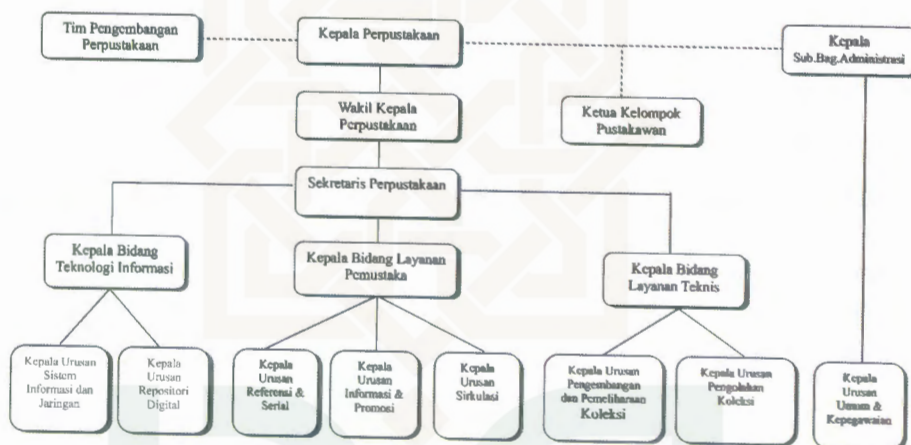 Tim Pengembangan
Perpustakaan
Kepala Perpustakaan
Kepala
Sub.Bag.Administrasi
Wakil Kepala
Perpustakaan
Ketua Kelompok
Pustakawan
Sekretaris Perpustakaan
Kepala Bidang
Teknologi Informasi
Kepala Bidang Layanan
Pemustaka
Kepala Bidang
Layanan Teknis
Kepala Urusan
Sistem
Informasi dan
Jaringan
Kepala
Urusan
Repositori
Digital
Kepala
Urusan
Referensi &
Serial
Kepala
Urusan
Informasi &
Promosi
Kepala
Urusan
Sirkulasi
Kepala Urusan
Pengembangan
dan Pemeliharaan
Koleksi
Kepala Urusan
Pengolahan
Koleksi
Kepala
Urusan
Umum &
Kepegawaian